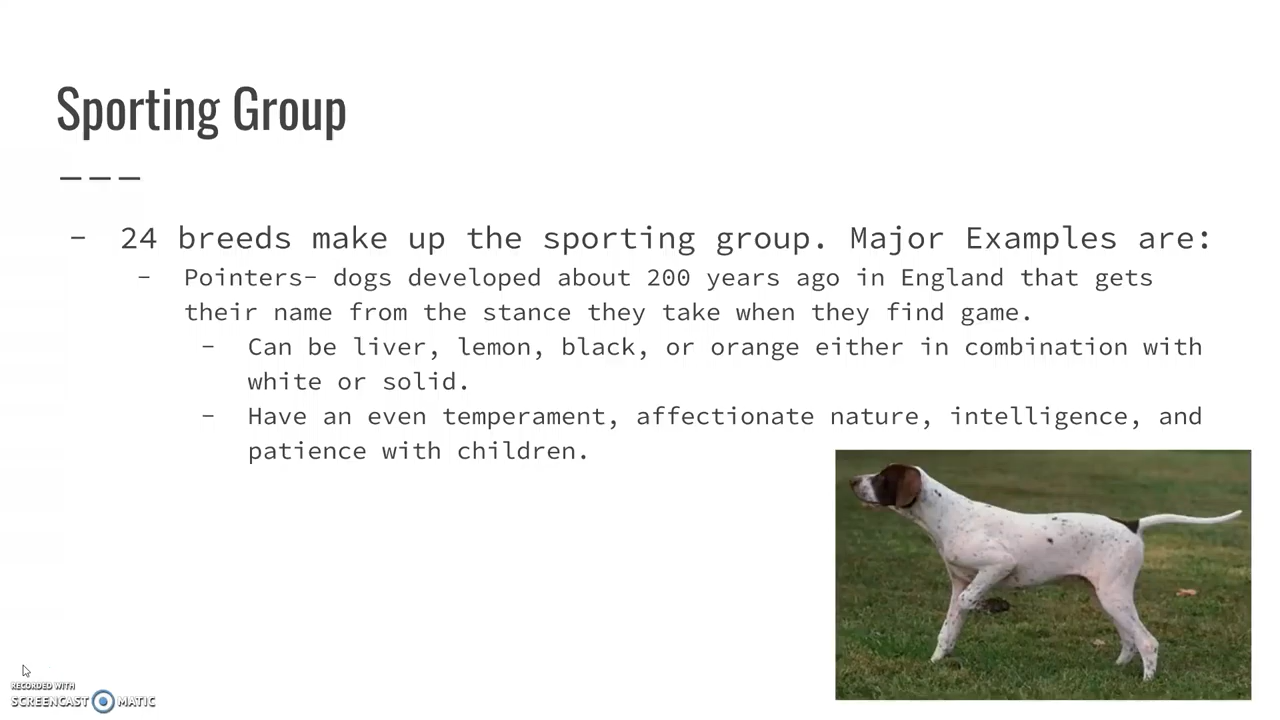 Sporting Group
- 24 breeds make up the sporting group. Major Examples are:
- Pointers- dogs developed about 200 years ago in England that gets
their name from the stance they take when they find game.
- Can be liver, lemon, black, or orange either in combination with
white or solid.
- Have an even temperament, affectionate nature, intelligence, and
patience with children.
RECORDED WITH
SCREENCAST MATIC